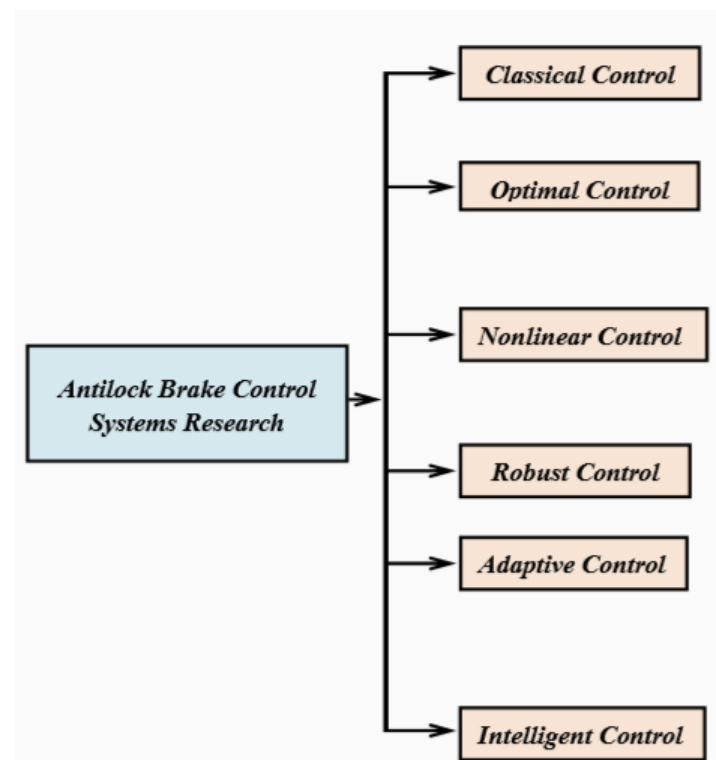 Classical Control
Optimal Control
Nonlinear Control
Antilock Brake Control
Systems Research
Robust Control
Adaptive Control
Intelligent Control